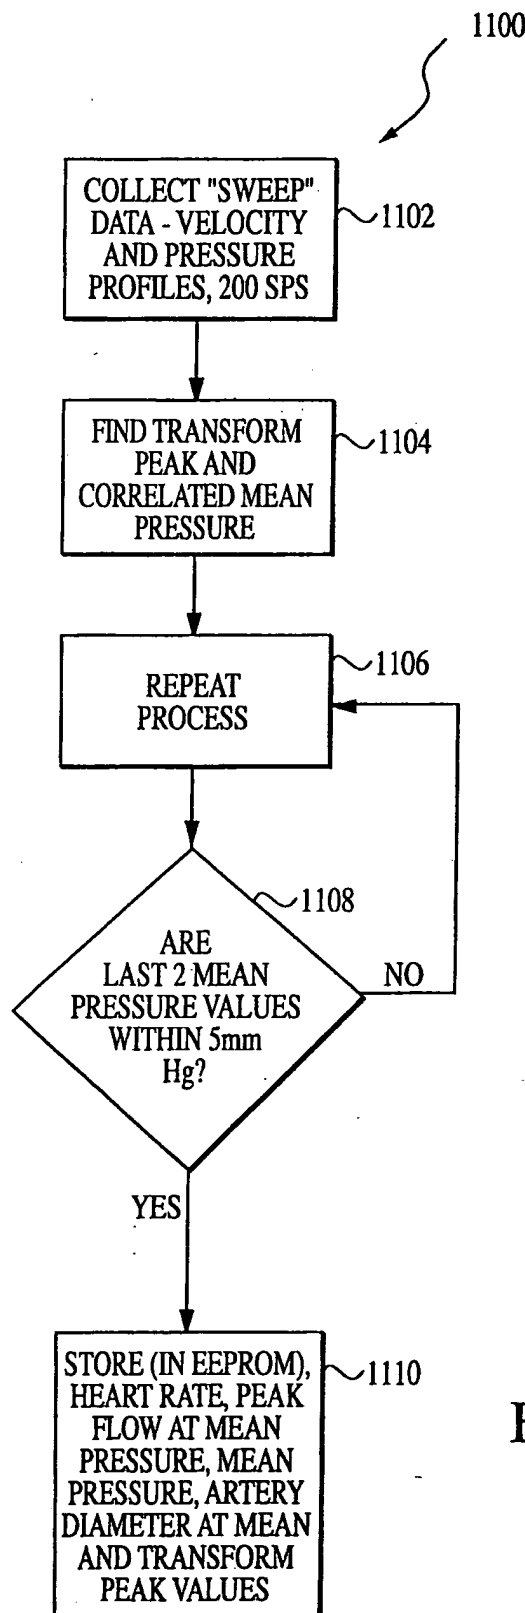 1100
COLLECT "SWEEP"
DATA - VELOCITY
AND PRESSURE
PROFILES, 200 SPS
1102
FIND TRANSFORM
PEAK AND
CORRELATED MEAN
PRESSURE
1104
REPEAT
PROCESS
1106
ARE
LAST 2 MEAN
PRESSURE VALUES
WITHIN 5mm
Hg?
1108
NO
YES
STORE (IN EEPROM),
HEART RATE, PEAK
FLOW AT MEAN
PRESSURE, MEAN
PRESSURE, ARTERY
DIAMETER AT MEAN
AND TRANSFORM
PEAK VALUES
1110